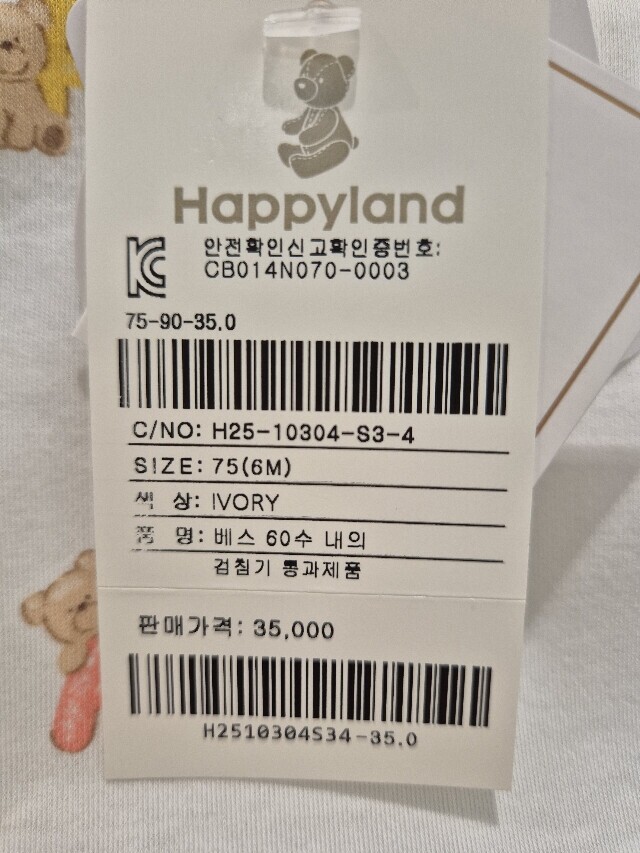 Happyland
안전확인신고확인증번호:
CB014N070-0003
75-90-35.0
C/NO: H25-10304-S3-4
SIZE: 75(6M)
색 상: IVORY
품 명: 베스 60수 내의
검침기 통과제품
판매가격: 35,000
H2510304S34-35.0